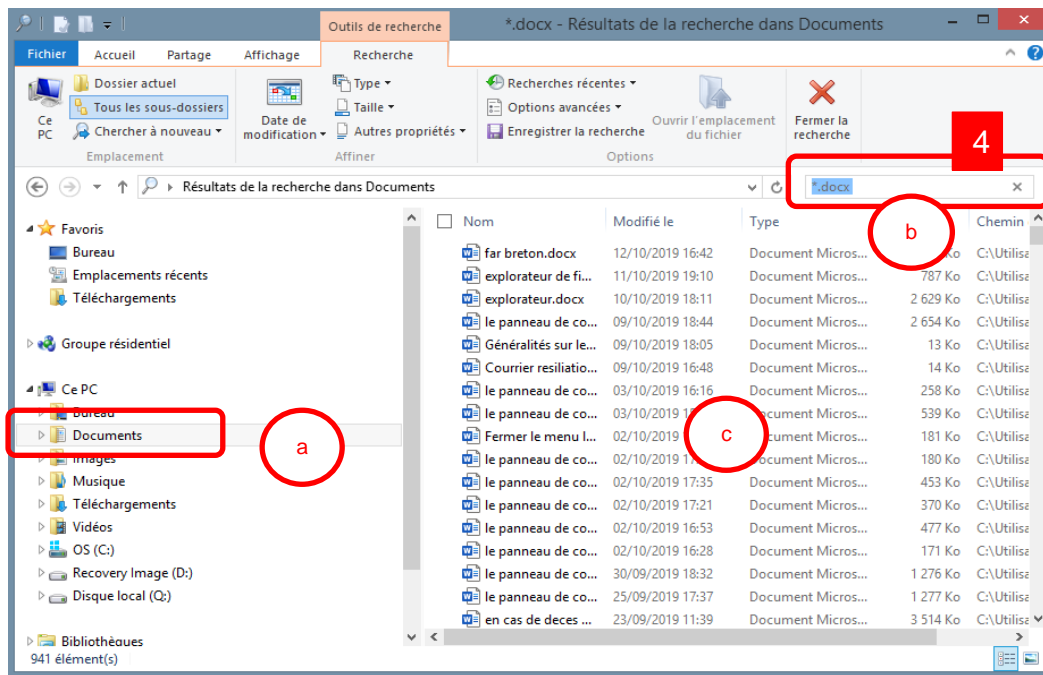 Outils de recherche
*.docx - Résultats de la recherche dans Documents
Fichier Accueil Partage Affichage Recherche
Ce PC
Dossier actuel
Tous les sous-dossiers
Chercher à nouveau
Emplacement
Date de modification
Type
Taille
Autres propriétés
Affiner
Recherches récentes
Options avancées
Enregistrer la recherche
Ouvrir l'emplacement du fichier
Options
Fermer la recherche
4
Résultats de la recherche dans Documents
*.docx
b
Favoris
Bureau
Emplacements récents
Téléchargements
Groupe résidentiel
Ce PC
Bureau
Documents
a
Images
Musique
Téléchargements
Vidéos
OS (C:)
Recovery Image (D:)
Disque local (Q:)
Bibliothèques
Nom Modifié le Type Chemin
far breton.docx 12/10/2019 16:42 Document Micros... Ko C:\Utilisa
explorateur de fi... 11/10/2019 19:10 Document Micros... 787 Ko C:\Utilisa
explorateur.docx 10/10/2019 18:11 Document Micros... 2 629 Ko C:\Utilisa
le panneau de co... 09/10/2019 18:44 Document Micros... 2 654 Ko C:\Utilisa
Généralités sur le... 09/10/2019 18:05 Document Micros... 13 Ko C:\Utilisa
Courrier resiliatio... 09/10/2019 16:48 Document Micros... 14 Ko C:\Utilisa
le panneau de co... 03/10/2019 16:16 Document Micros... 258 Ko C:\Utilisa
le panneau de co... 03/10/2019 Document Micros... 539 Ko C:\Utilisa
Fermer le menu l... 02/10/2019 c Document Micros... 181 Ko C:\Utilisa
le panneau de co... 02/10/2019 Document Micros... 180 Ko C:\Utilisa
le panneau de co... 02/10/2019 17:35 Document Micros... 453 Ko C:\Utilisa
le panneau de co... 02/10/2019 17:21 Document Micros... 370 Ko C:\Utilisa
le panneau de co... 02/10/2019 16:53 Document Micros... 477 Ko C:\Utilisa
le panneau de co... 02/10/2019 16:28 Document Micros... 171 Ko C:\Utilisa
le panneau de co... 30/09/2019 18:32 Document Micros... 1 276 Ko C:\Utilisa
le panneau de co... 25/09/2019 17:37 Document Micros... 1 277 Ko C:\Utilisa
en cas de deces ... 23/09/2019 11:39 Document Micros... 3 514 Ko C:\Utilisa
941 élément(s)